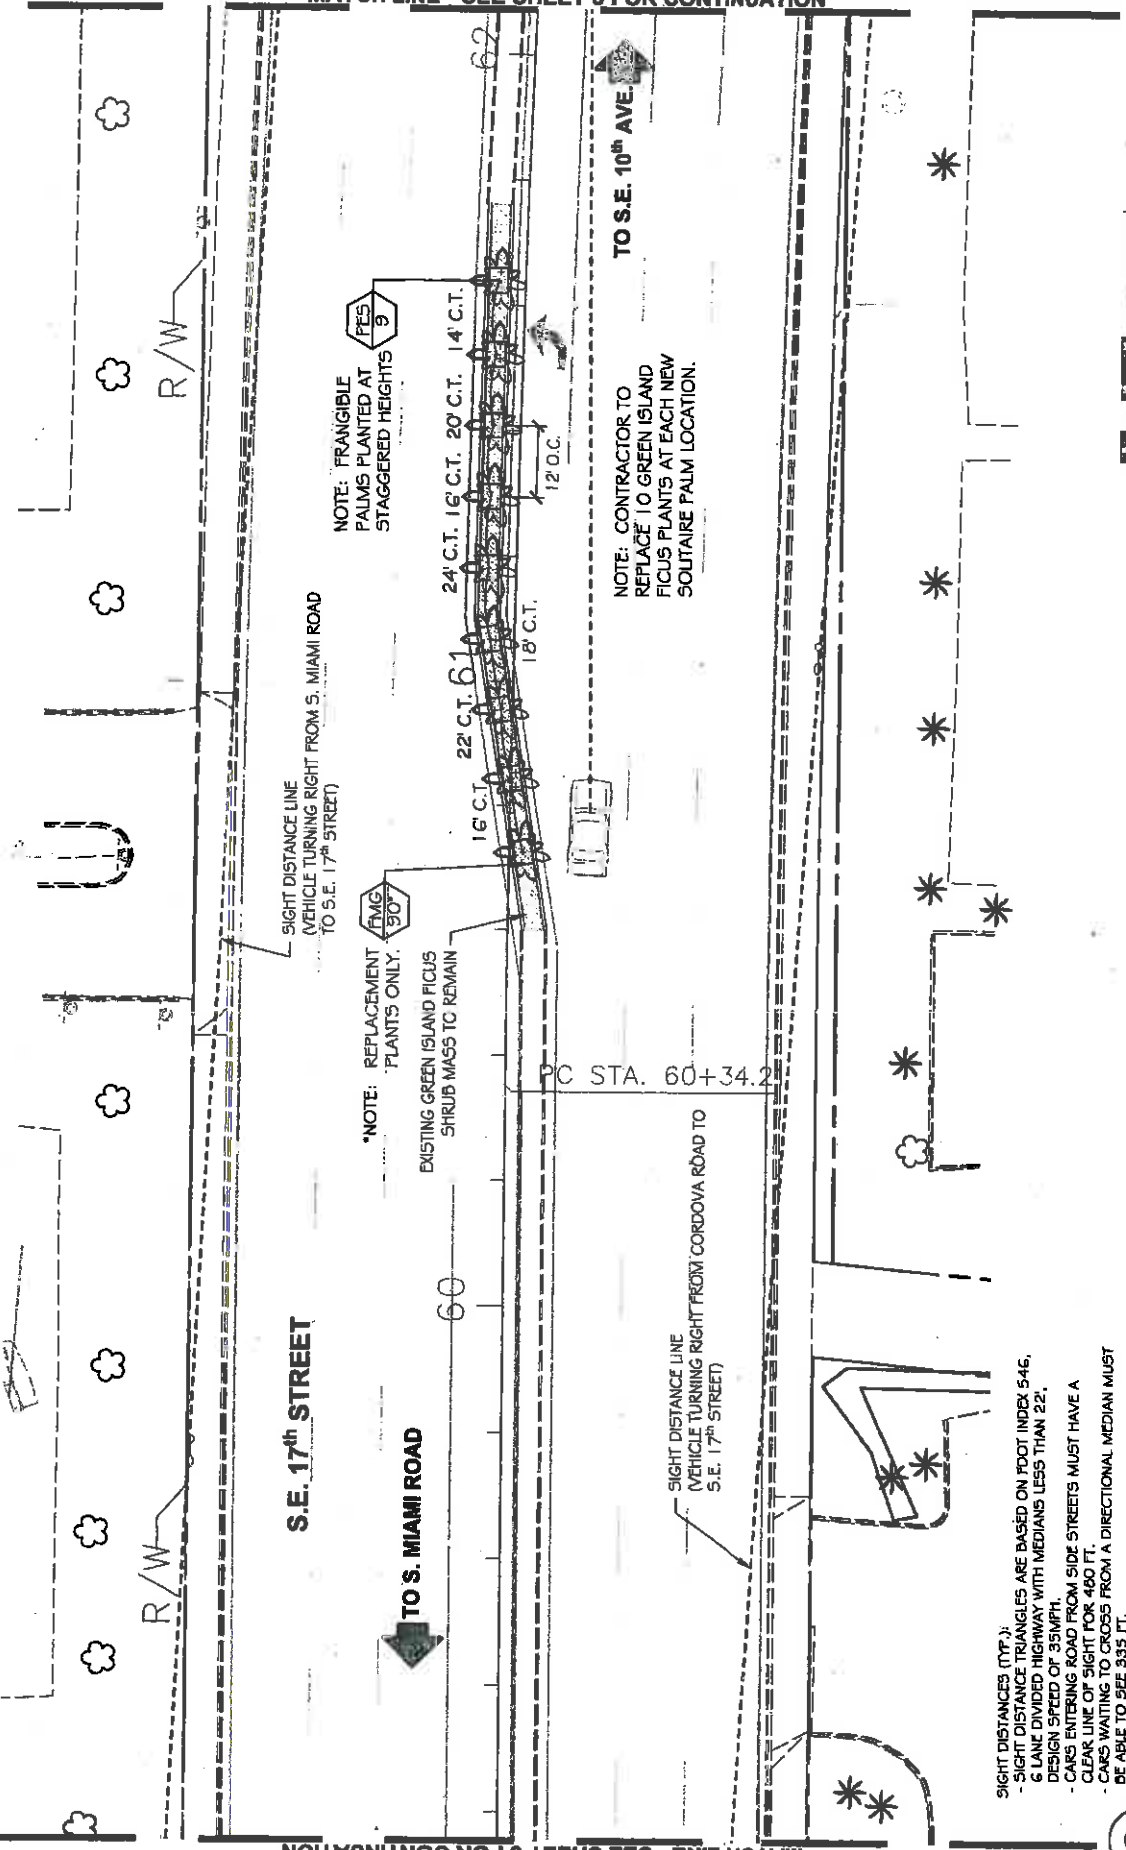 SEE SHEET
FOR CONTINUATION
62
TO S.E. 10th AVE.
R/W
NOTE: FRANGIBLE
PALMS PLANTED AT
STAGGERED HEIGHTS
PES
9
16' C.T.
22' C.T.
61
18' C.T.
24' C.T.
16' C.T.
20' C.T.
14' C.T.
12' O.C.
NOTE: CONTRACTOR TO
REPLACE 10 GREEN ISLAND
FICUS PLANTS AT EACH NEW
SOLITAIRE PALM LOCATION.
SIGHT DISTANCE LINE
(VEHICLE TURNING RIGHT FROM S. MIAMI ROAD
TO S.E. 17th STREET)
*NOTE: REPLACEMENT
PLANTS ONLY.
FMG
90*
EXISTING GREEN ISLAND FICUS
SHRUB MASS TO REMAIN
PC STA. 60+34.2
60
S.E. 17th STREET
TO S. MIAMI ROAD
R/W
SIGHT DISTANCE LINE
(VEHICLE TURNING RIGHT FROM CORDOVA ROAD TO
S.E. 17th STREET)
SIGHT DISTANCES (TYP.):
- SIGHT DISTANCE TRIANGLES ARE BASED ON FDOT INDEX 546,
6 LANE DIVIDED HIGHWAY WITH MEDIANS LESS THAN 22',
DESIGN SPEED OF 35MPH.
- CARS ENTERING ROAD FROM SIDE STREETS MUST HAVE A
CLEAR LINE OF SIGHT FOR 480 FT.
- CARS WAITING TO CROSS FROM A DIRECTIONAL MEDIAN MUST
BE ABLE TO SEE 335 FT.